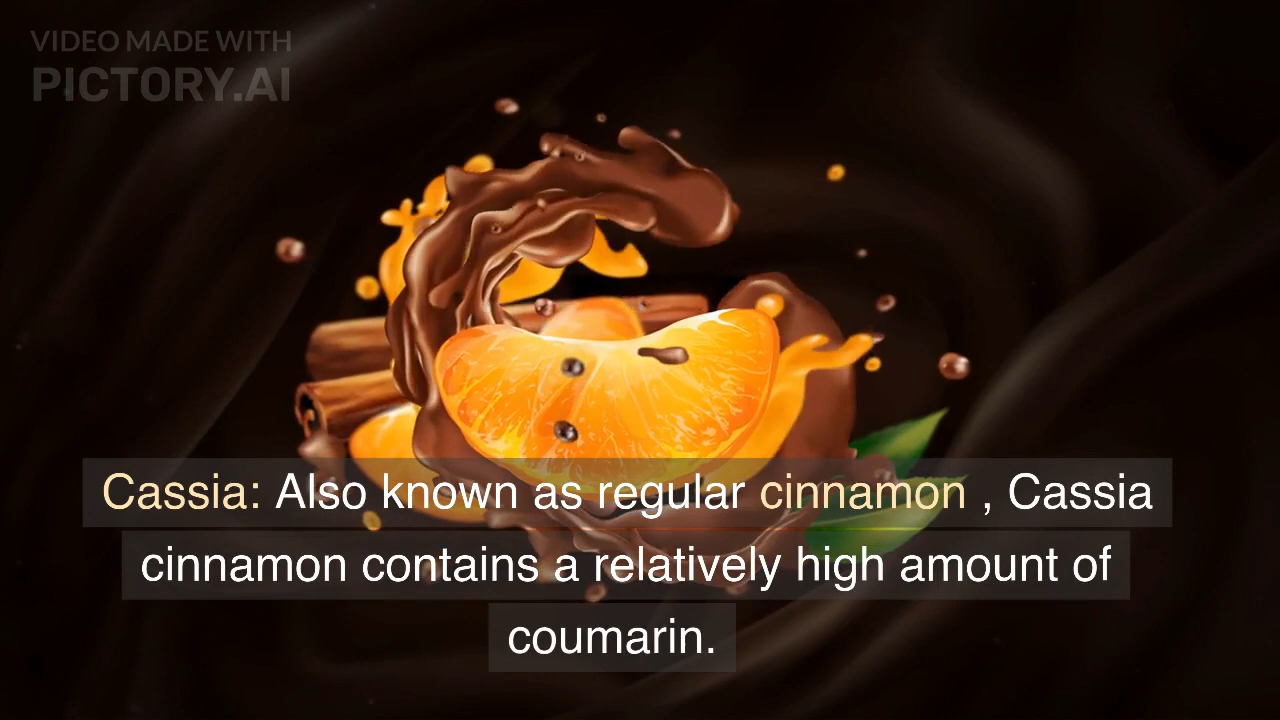 VIDEO MADE WITH
PICTORY.AI
Cassia: Also known as regular cinnamon , Cassia
cinnamon contains a relatively high amount of
coumarin.